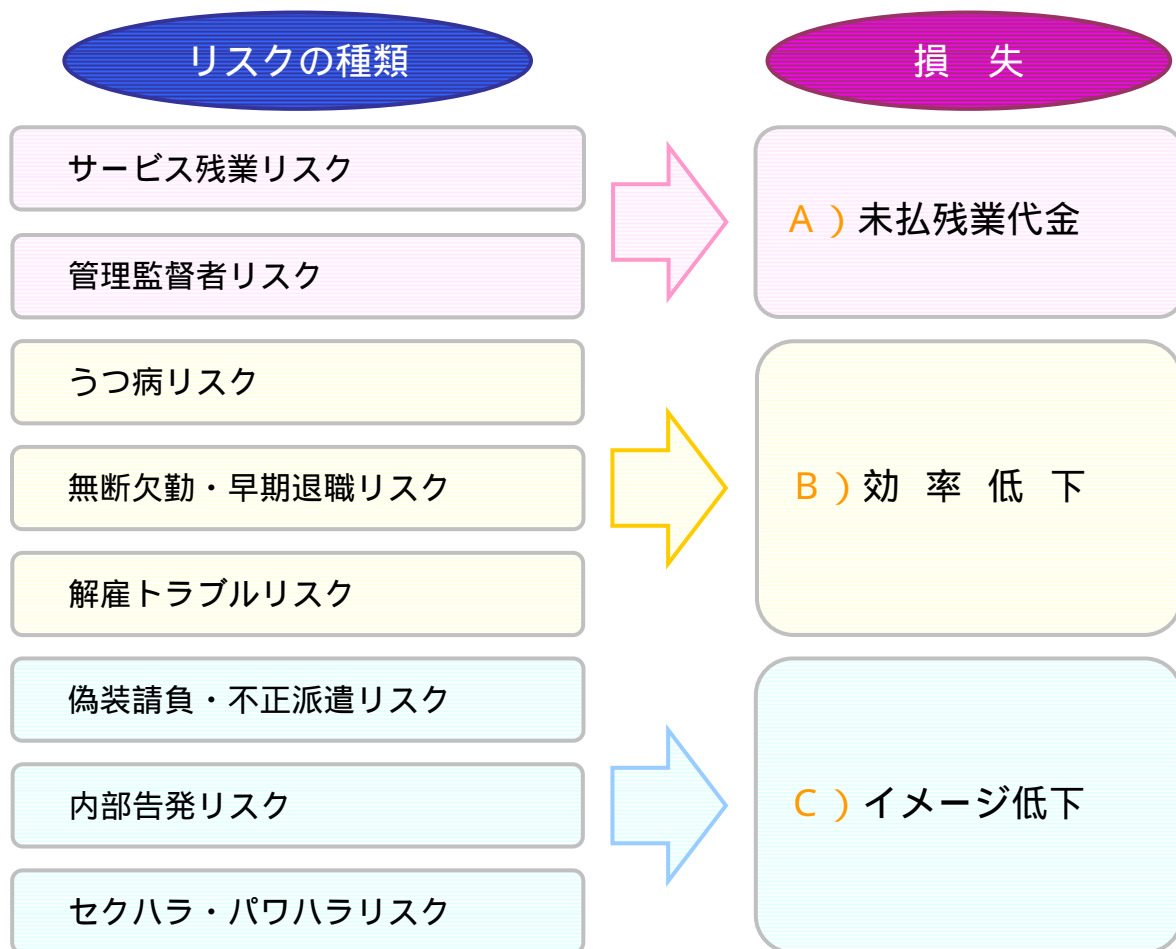 リスクの種類
損 失
サービス残業リスク
管理監督者リスク
A)未払残業代金
うつ病リスク
無断欠勤・早期退職リスク
解雇トラブルリスク
B)効 率 低 下
偽装請負・不正派遣リスク
内部告発リスク
セクハラ・パワハラリスク
C)イメージ低下